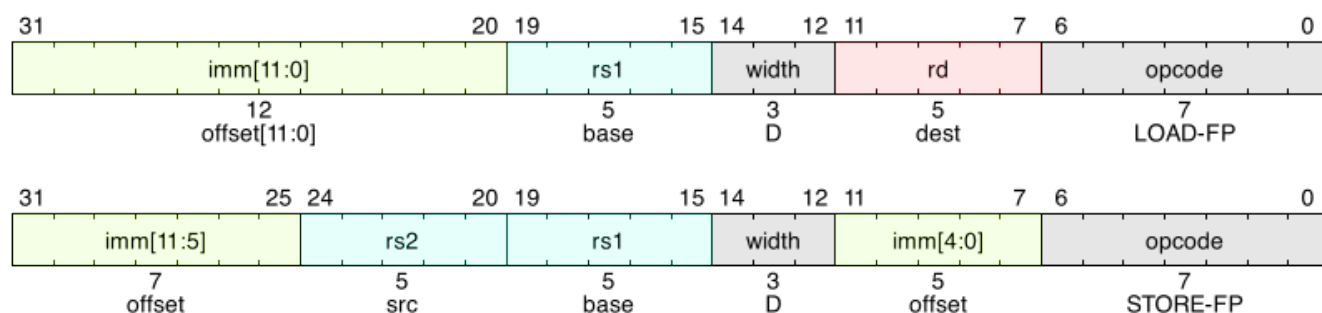 31 20 19 15 14 12 11 7 6 0
imm[11:0] rs1 width rd opcode
12 5 3 5 7
offset[11:0] base D dest LOAD-FP
31 25 24 20 19 15 14 12 11 7 6 0
imm[11:5] rs2 rs1 width imm[4:0] opcode
7 5 5 3 5 7
offset src base D offset STORE-FP